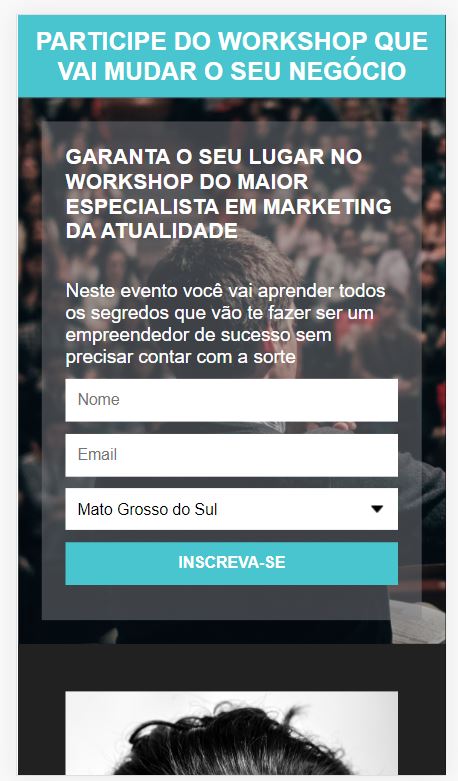 PARTICIPE DO WORKSHOP QUE
VAI MUDAR O SEU NEGÓCIO
GARANTA O SEU LUGAR NO
WORKSHOP DO MAIOR
ESPECIALISTA EM MARKETING
DA ATUALIDADE
Neste evento você vai aprender todos
os segredos que vão te fazer ser um
empreendedor de sucesso sem
precisar contar com a sorte
Nome
Email
Mato Grosso do Sul
INSCREVA-SE